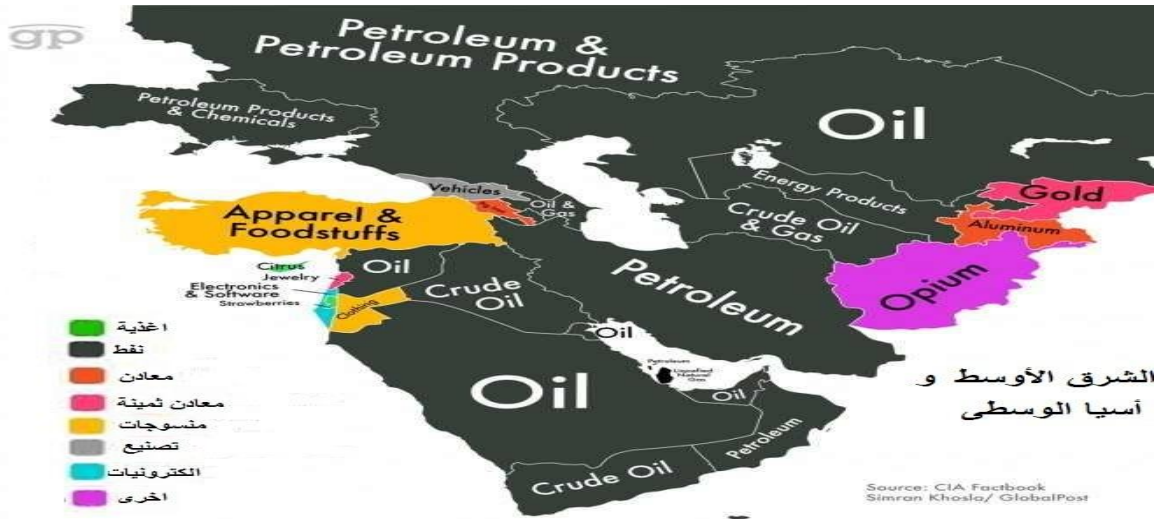 gp
Petroleum &
Petroleum Products
Petroleum Products
& Chemicals
Oil
Vehicles
Oil &
Gas
Energy Products
Crude Oil
& Gas
Gold
Aluminum
Apparel &
Foodstuffs
Opium
Citrus
Jewelry
Electronics
& Software
Strawberries
Oil
Clothing
Crude
Oil
Petroleum
Oil
Petroleum
Liquefied
Natural
Gas
Oil
Oil
Petroleum
Crude Oil
اغذية
نفط
معادن
معادن ثمينة
منسوجات
تصنيع
الكترونيات
اخرى
الشرق الأوسط و
أسيا الوسطى
Source: CIA Factbook
Simran Khosla/ GlobalPost